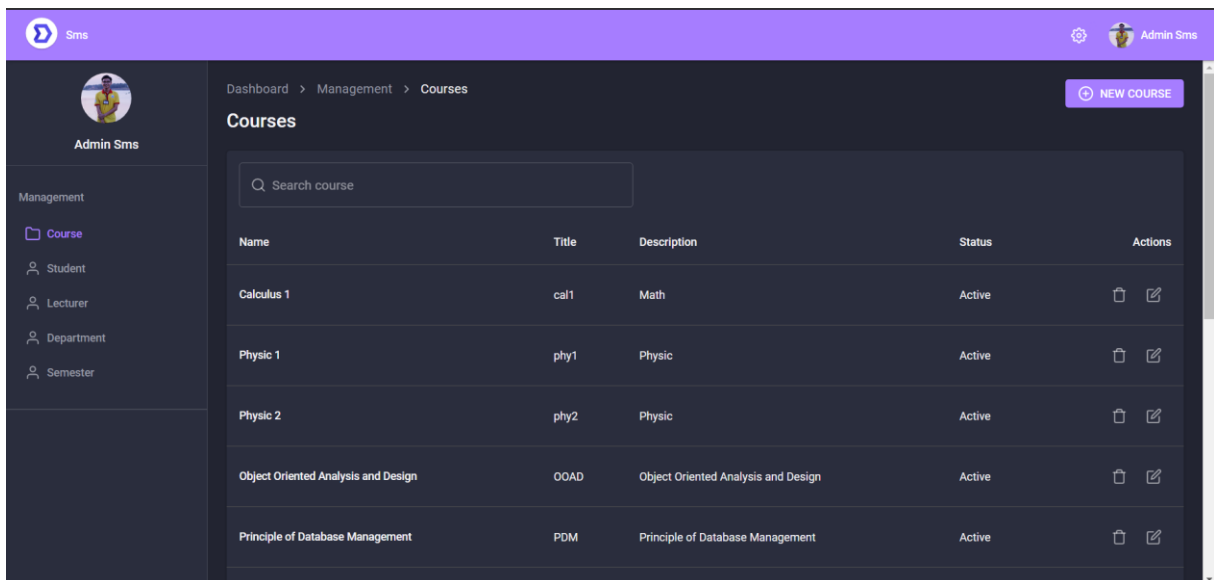 Sms
Admin Sms
Admin Sms
Management
Course
Student
Lecturer
Department
Semester
Dashboard > Management > Courses
NEW COURSE
Courses
Search course
Name Title Description Status Actions
Calculus 1 cal1 Math Active
Physic 1 phy1 Physic Active
Physic 2 phy2 Physic Active
Object Oriented Analysis and Design OOAD Object Oriented Analysis and Design Active
Principle of Database Management PDM Principle of Database Management Active